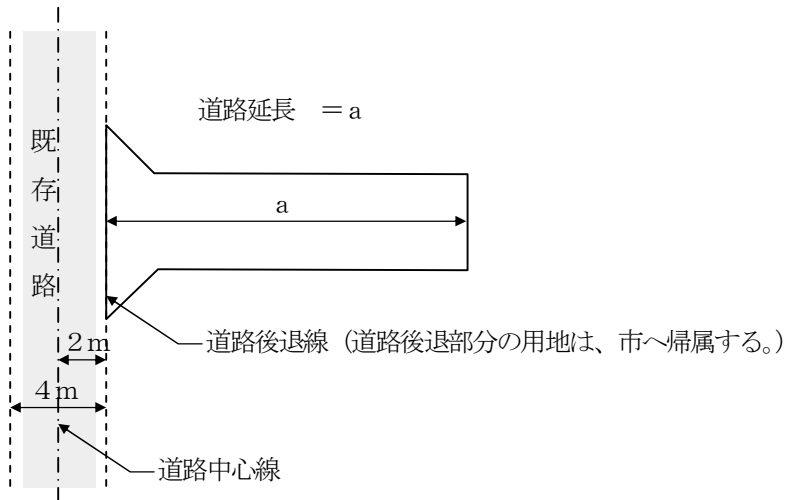 道路延長 ＝a
既存道路
a
道路後退線（道路後退部分の用地は、市へ帰属する。）
2m
4m
道路中心線